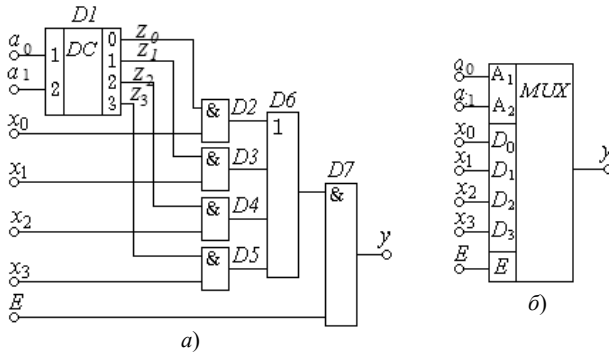 D1
a0 1 DC 0 Z0
a1 2 1 Z1
2 Z2
3 Z3
x0 & D2
x1 & D3
x2 & D4
x3 & D5
D6
1
D7
&
y
E
а)
a0 A1 MUX
a1 A2
x0 D0
x1 D1
x2 D2
x3 D3
E E
y
б)